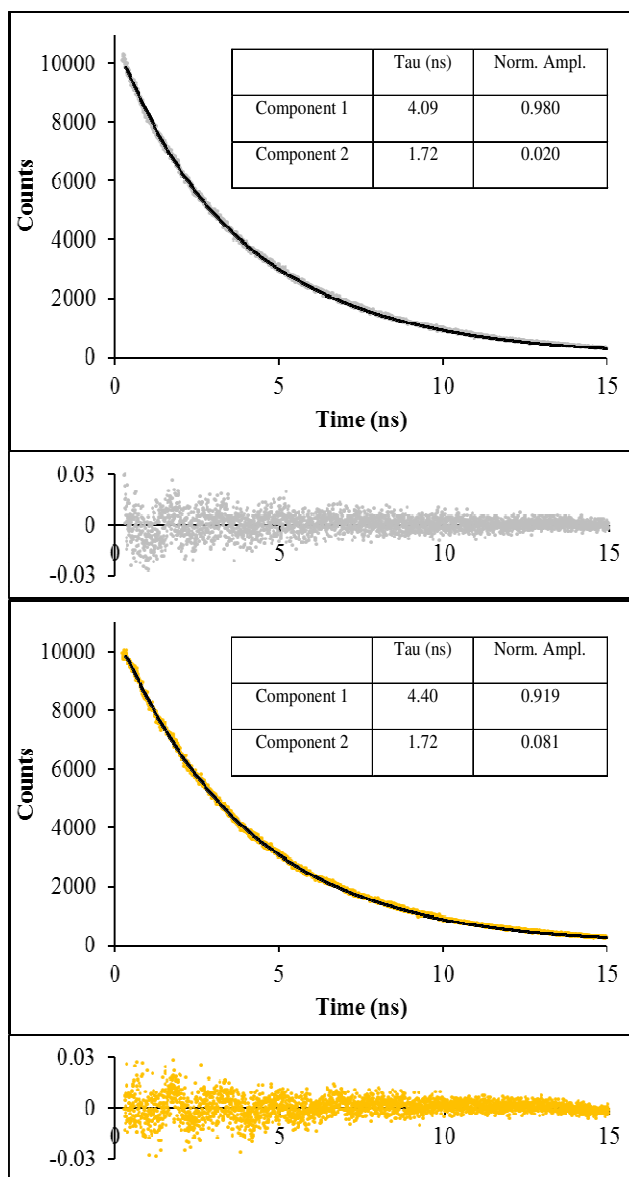 10000
8000
6000
4000
2000
0
Counts
Tau (ns) Norm. Ampl.
Component 1 4.09 0.980
Component 2 1.72 0.020
0 5 10 15
Time (ns)
0.03
0
-0.03
0 5 10 15
10000
8000
6000
4000
2000
0
Counts
Tau (ns) Norm. Ampl.
Component 1 4.40 0.919
Component 2 1.72 0.081
0 5 10 15
Time (ns)
0.03
0
-0.03
0 5 10 15